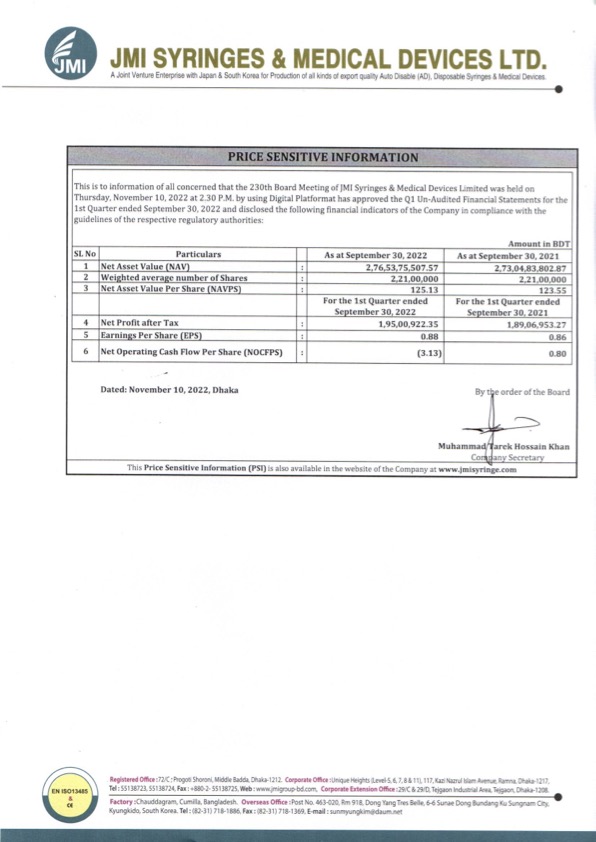 JMI
JMI SYRINGES & MEDICAL DEVICES LTD.
A Joint Venture Enterprise with Japan & South Korea for Production of all kinds of export quality Auto Disable (AD), Disposable Syringes & Medical Devices.
PRICE SENSITIVE INFORMATION
This is to information of all concerned that the 230th Board Meeting of JMI Syringes & Medical Devices Limited was held on
Thursday, November 10, 2022 at 2.30 P.M. by using Digital Platformat has approved the Q1 Un-Audited Financial Statements for the
1st Quarter ended September 30, 2022 and disclosed the following financial indicators of the Company in compliance with the
guidelines of the respective regulatory authorities:
Amount in BDT
SL No Particulars As at September 30, 2022 As at September 30, 2021
1 Net Asset Value (NAV) : 2,76,53,75,507.57 2,73,04,83,802.87
2 Weighted average number of Shares : 2,21,00,000 2,21,00,000
3 Net Asset Value Per Share (NAVPS) : 125.13 123.55
For the 1st Quarter ended For the 1st Quarter ended
September 30, 2022 September 30, 2021
4 Net Profit after Tax : 1,95,00,922.35 1,89,06,953.27
5 Earnings Per Share (EPS) : 0.88 0.86
6 Net Operating Cash Flow Per Share (NOCFPS) : (3.13) 0.80
Dated: November 10, 2022, Dhaka By the order of the Board
Muhammad Tarek Hossain Khan
Company Secretary
This Price Sensitive Information (PSI) is also available in the website of the Company at www.jmisyringe.com
EN ISO13485
&
CE
Registered Office :72/C ; Progoti Shoroni, Middle Badda, Dhaka-1212. Corporate Office :Unique Heights (Level-5, 6, 7, 8 & 11), 117, Kazi Nazrul Islam Avenue, Ramna, Dhaka-1217,
Tel : 55138723, 55138724, Fax : +880-2- 55138725, Web : www.jmigroup-bd.com, Corporate Extension Office :29/C & 29/D, Tejgaon Industrial Area, Tejgaon, Dhaka-1208.
Factory :Chauddagram, Cumilla, Bangladesh. Overseas Office :Post No. 463-020, Rm 918, Dong Yang Tres Belle, 6-6 Sunae Dong Bundang Ku Sungnam City,
Kyungkido, South Korea. Tel : (82-31) 718-1886, Fax : (82-31) 718-1369, E-mail : sunmyungkim@daum.net